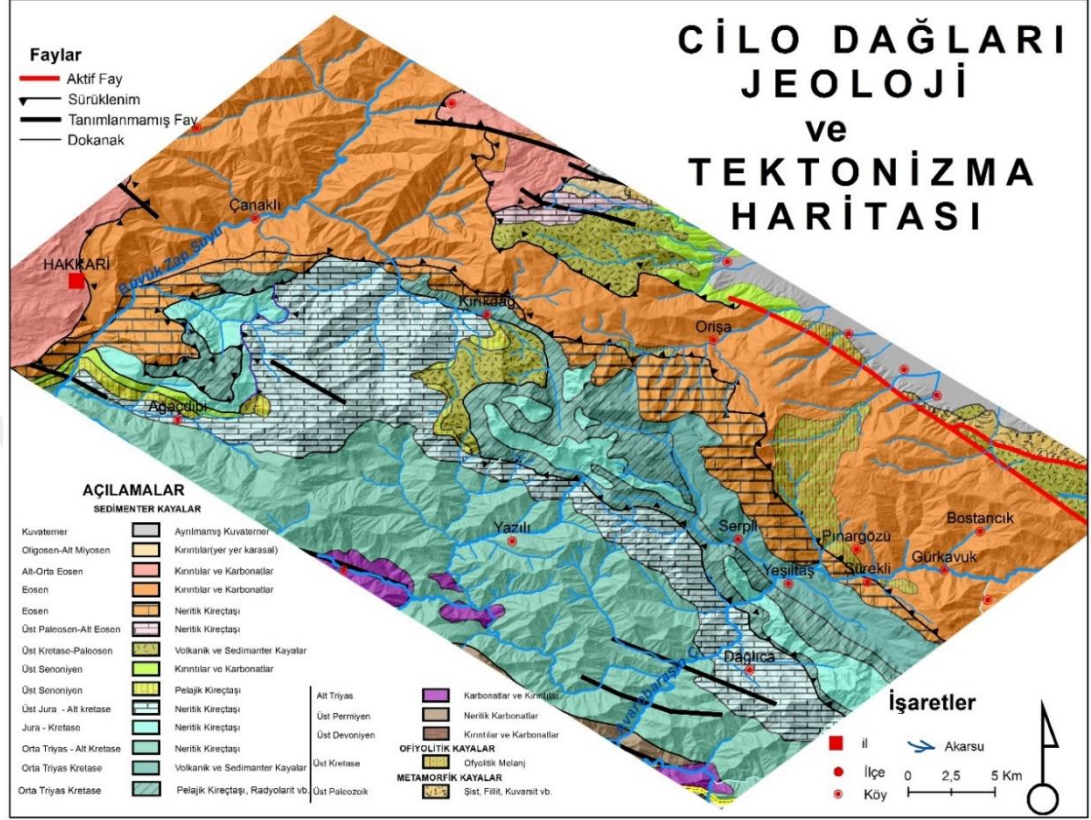 CİLO DAĞLARI
JEOLOJİ
ve
TEKTONİZMA
HARİTASI
Faylar
Aktif Fay
Sürüklenim
Tanımlanmamış Fay
Dokanak
Çanaklı
Büyük Zap Suyu
HAKKARİ
Kırıkdağ
Orişa
Ağaçdibi
Yazılı
Serpil
Bostancık
Pınargözü
Gürkavuk
Yeşiltaş
Sürekli
Dağlıca
AÇILAMALAR
SEDİMENTER KAYALAR
Kuvaterner Ayrılmamış Kuvaterner
Oligosen-Alt Miyosen Kırıntılar(yer yer karasal)
Alt-Orta Eosen Kırıntılar ve Karbonatlar
Eosen Kırıntılar ve Karbonatlar
Eosen Neritik Kireçtaşı
Üst Paleosen-Alt Eosen Neritik Kireçtaşı
Üst Kretase-Paleosen Volkanik ve Sedimanter Kayalar
Üst Senoniyen Kırıntılar ve Karbonatlar
Üst Senoniyen Pelajik Kireçtaşı
Üst Jura - Alt kretase Neritik Kireçtaşı
Jura - Kretase Neritik Kireçtaşı
Orta Triyas - Alt Kretase Neritik Kireçtaşı
Orta Triyas Kretase Volkanik ve Sedimanter Kayalar
Orta Triyas Kretase Pelajik Kireçtaşı, Radyolarit vb.
Alt Triyas Karbonatlar ve Kırıntılar
Üst Permiyen Neritik Karbonatlar
Üst Devoniyen Kırıntılar ve Karbonatlar
OFİYOLİTİK KAYALAR
Üst Kretase Ofyolitik Melanj
METAMORFİK KAYALAR
Üst Paleozoik Şist, Fillit, Kuvarsit vb.
İşaretler
il
Akarsu
İlçe
Köy
0 2,5 5 Km